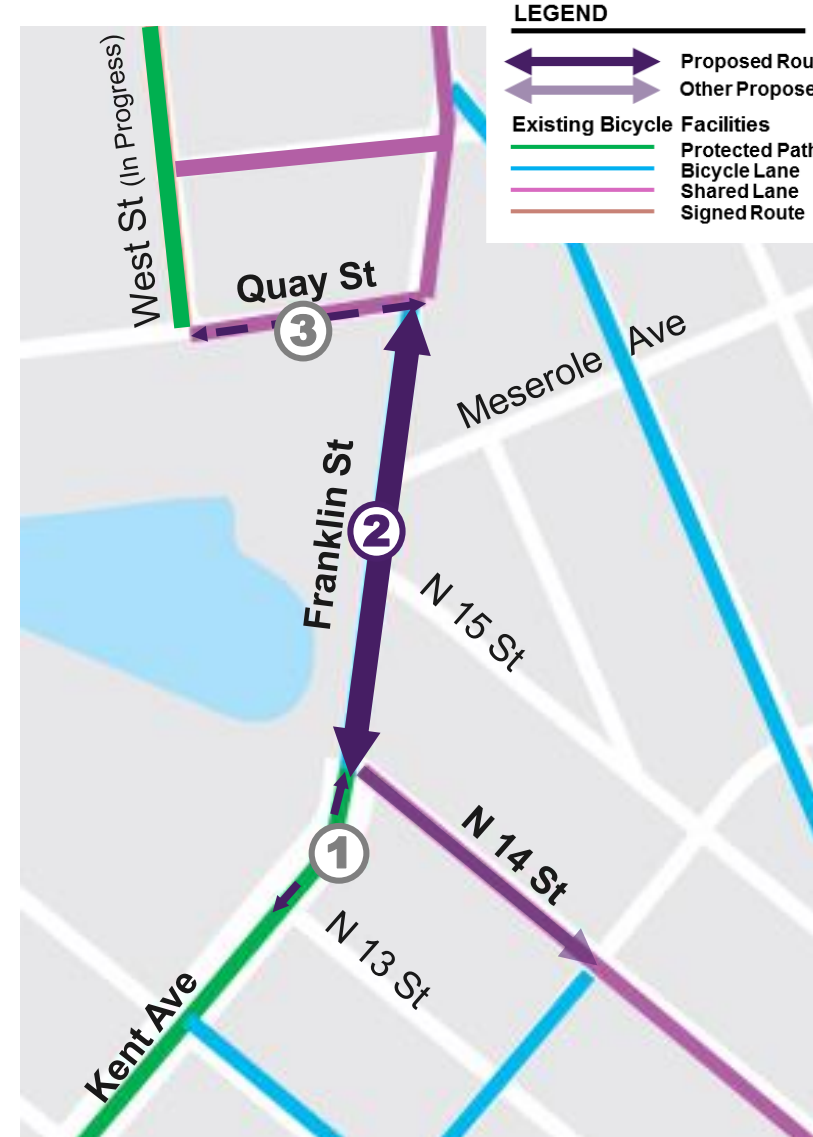 LEGEND
Proposed Rou
Other Propose
Existing Bicycle Facilities
Protected Path
Bicycle Lane
Shared Lane
Signed Route
West St (In Progress)
Quay St
3
Meserole Ave
Franklin St
2
N 15 St
N 14 St
1
N 13 St
Kent Ave